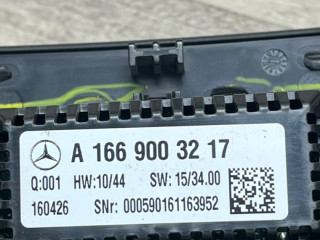 A 166 900 32 17
Q:001 HW:10/44 SW: 15/34.00
160426 SNr: 000590161163952